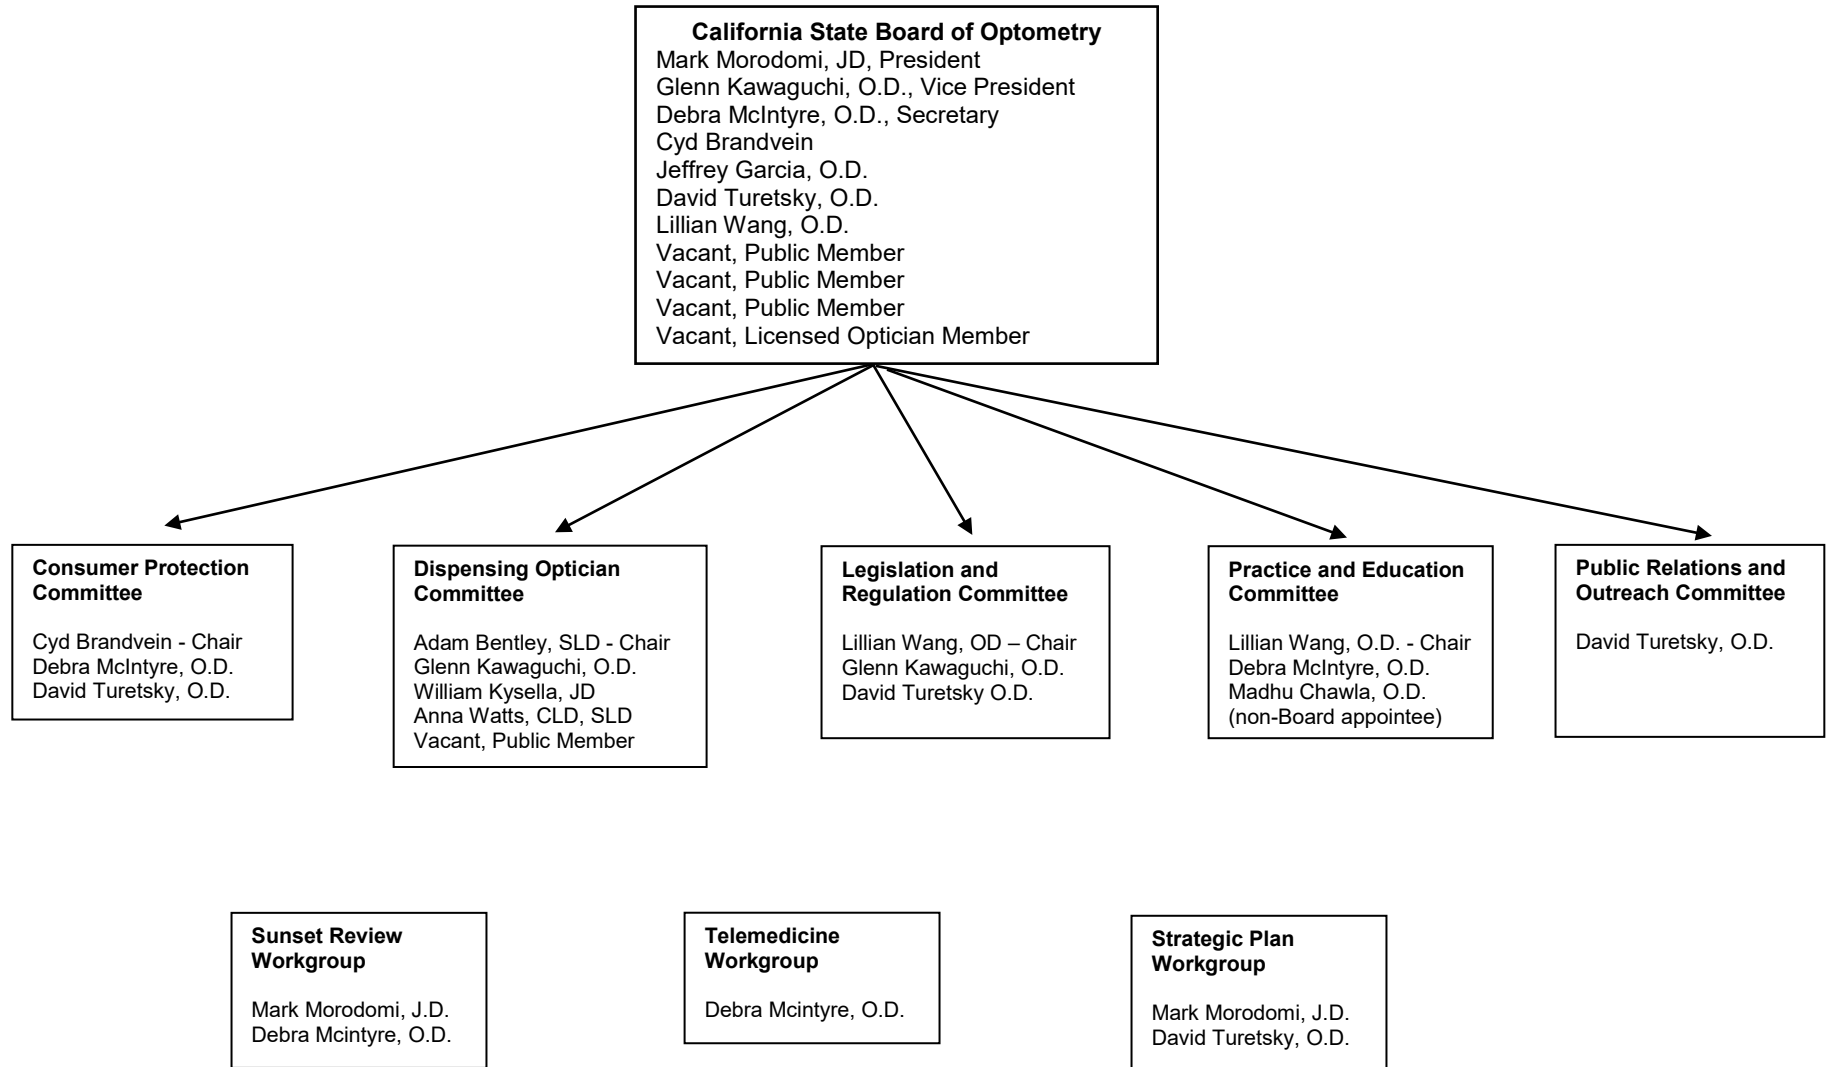 California State Board of Optometry
Mark Morodomi, JD, President
Glenn Kawaguchi, O.D., Vice President
Debra McIntyre, O.D., Secretary
Cyd Brandvein
Jeffrey Garcia, O.D.
David Turetsky, O.D.
Lillian Wang, O.D.
Vacant, Public Member
Vacant, Public Member
Vacant, Public Member
Vacant, Licensed Optician Member
Consumer Protection
Committee
Cyd Brandvein - Chair
Debra McIntyre, O.D.
David Turetsky, O.D.
Dispensing Optician
Committee
Adam Bentley, SLD - Chair
Glenn Kawaguchi, O.D.
William Kysella, JD
Anna Watts, CLD, SLD
Vacant, Public Member
Legislation and
Regulation Committee
Lillian Wang, OD – Chair
Glenn Kawaguchi, O.D.
David Turetsky O.D.
Practice and Education
Committee
Lillian Wang, O.D. - Chair
Debra McIntyre, O.D.
Madhu Chawla, O.D.
(non-Board appointee)
Public Relations and
Outreach Committee
David Turetsky, O.D.
Sunset Review
Workgroup
Mark Morodomi, J.D.
Debra Mcintyre, O.D.
Telemedicine
Workgroup
Debra Mcintyre, O.D.
Strategic Plan
Workgroup
Mark Morodomi, J.D.
David Turetsky, O.D.